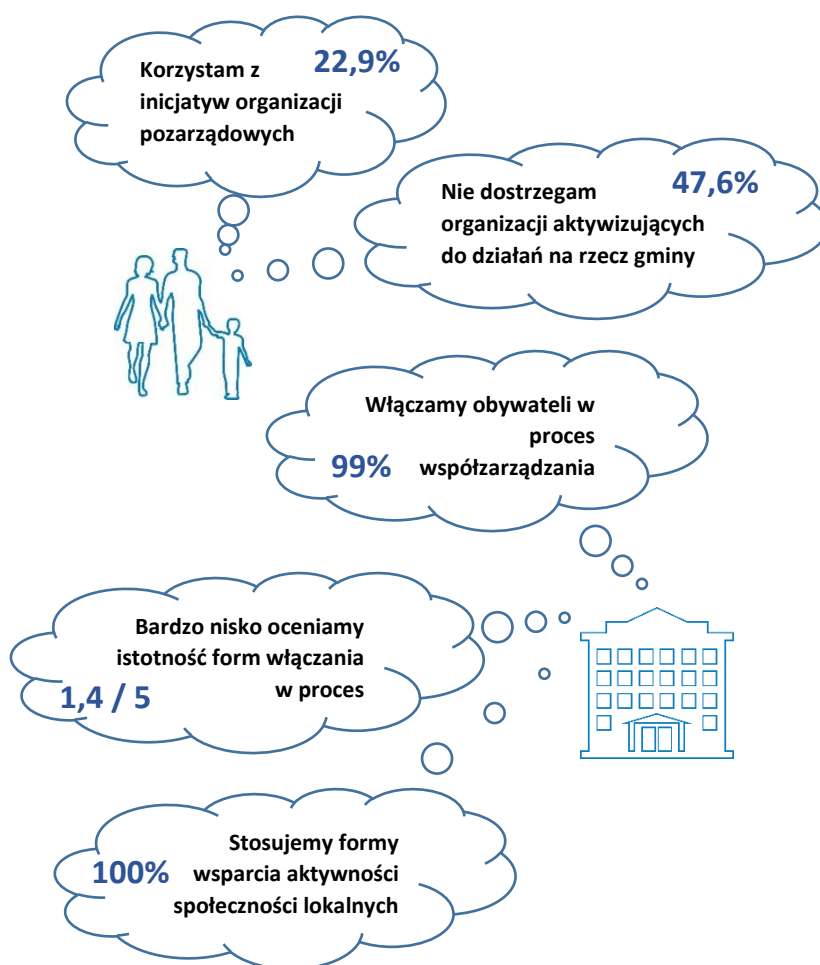 Korzystam z 22,9%
inicjatyw organizacji
pozarządowych
Nie dostrzegam 47,6%
organizacji aktywizujących
do działań na rzecz gminy
Włączamy obywateli w
proces
99% współzarządzania
Bardzo nisko oceniamy
istotność form włączania
1,4 / 5 w proces
Stosujemy formy
100% wsparcia aktywności
społeczności lokalnych